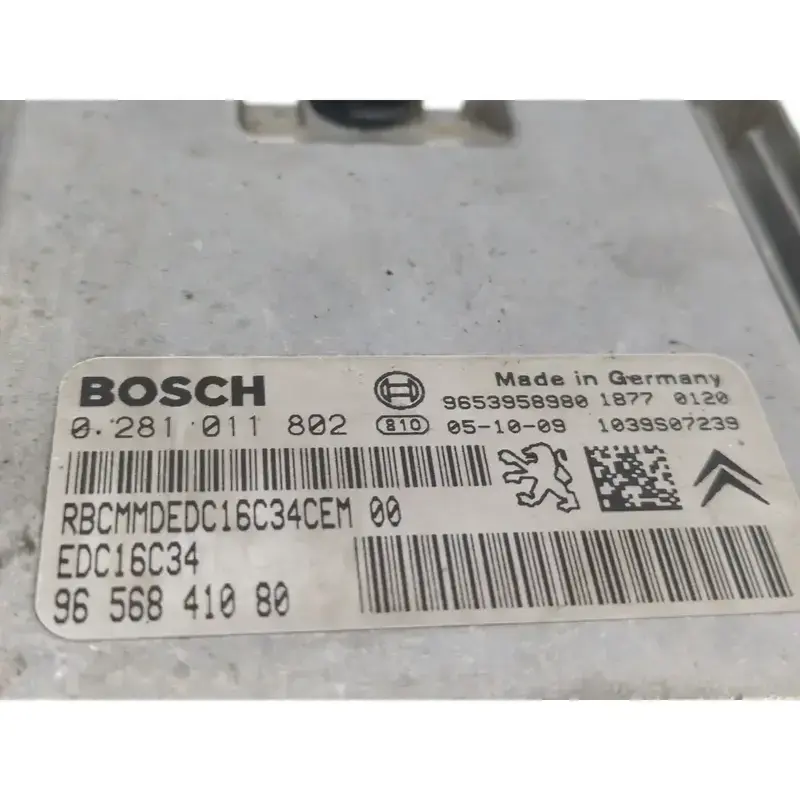 BOSCH
Made in Germany
9653958980 1877 0120
0.281 011 802 810 05-10-09 1039S07239
RBCMMDEDC16C34CEM 00
EDC16C34
96 568 410 80